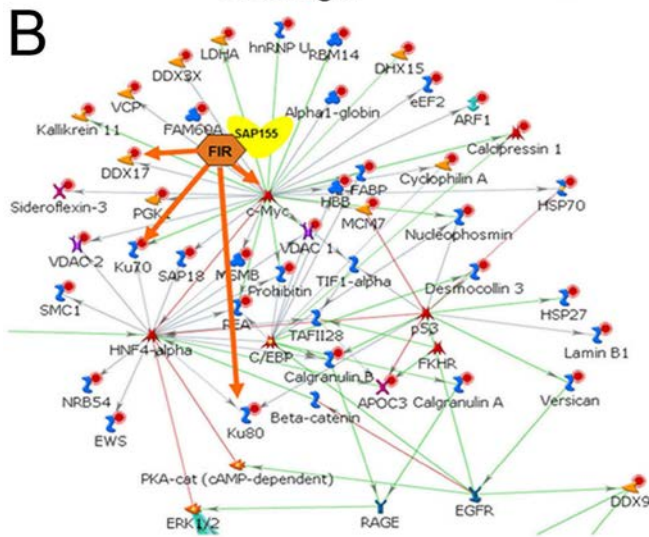 B
LDHA
hnRNP U
RBM14
DHX15
DDX3X
VCP
Alpha1-globin
eEF2
ARF1
Kallikrein 11
FAM60A
SAP155
Calcipressin 1
FIR
DDX17
Cyclophilin A
FABP
Sideroflexin-3
c-Myc
HBB
HSP70
MCM7
Nucleophosmin
VDAC 1
VDAC 2
Ku70
SAP18
MSMB
Prohibitin
TIF1-alpha
Desmocollin 3
SMC1
REA
HSP27
TAFII28
p53
Lamin B1
HNF4-alpha
C/EBP
FKHR
Calgranulin B
NRB54
APOC3
Calgranulin A
Versican
EWS
Ku80
Beta-catenin
PKA-cat (cAMP-dependent)
DDX9
ERK1/2
RAGE
EGFR